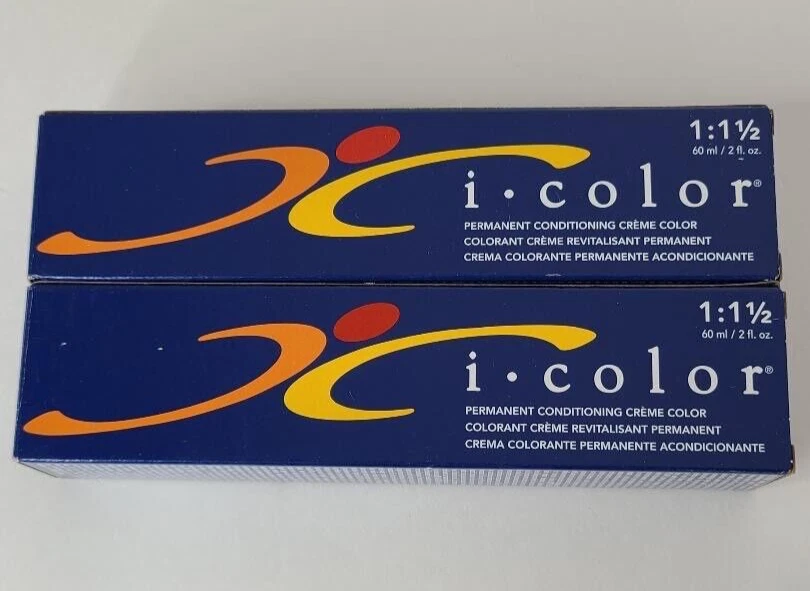 1:1½
60 ml / 2 fl. oz.
i·color®
PERMANENT CONDITIONING CRÈME COLOR
COLORANT CRÈME REVITALISANT PERMANENT
CREMA COLORANTE PERMANENTE ACONDICIONANTE
1:1½
60 ml / 2 fl. oz.
i·color®
PERMANENT CONDITIONING CRÈME COLOR
COLORANT CRÈME REVITALISANT PERMANENT
CREMA COLORANTE PERMANENTE ACONDICIONANTE